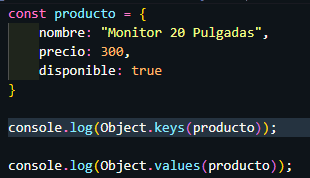 const producto = {
    nombre: "Monitor 20 Pulgadas",
    precio: 300,
    disponible: true
}
console.log(Object.keys(producto));
console.log(Object.values(producto));